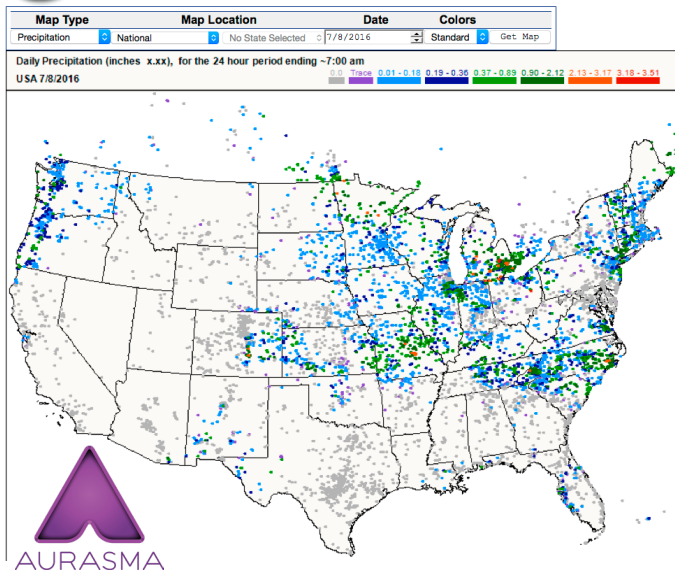 Map Type Map Location Date Colors
Precipitation National No State Selected 7/8/2016 Standard Get Map
Daily Precipitation (inches x.xx), for the 24 hour period ending ~7:00 am
USA 7/8/2016 0.0 Trace 0.01 - 0.18 0.19 - 0.36 0.37-0.89 0.90 - 2.12 2.13 - 3.17 3.18 - 3.51
AURASMA